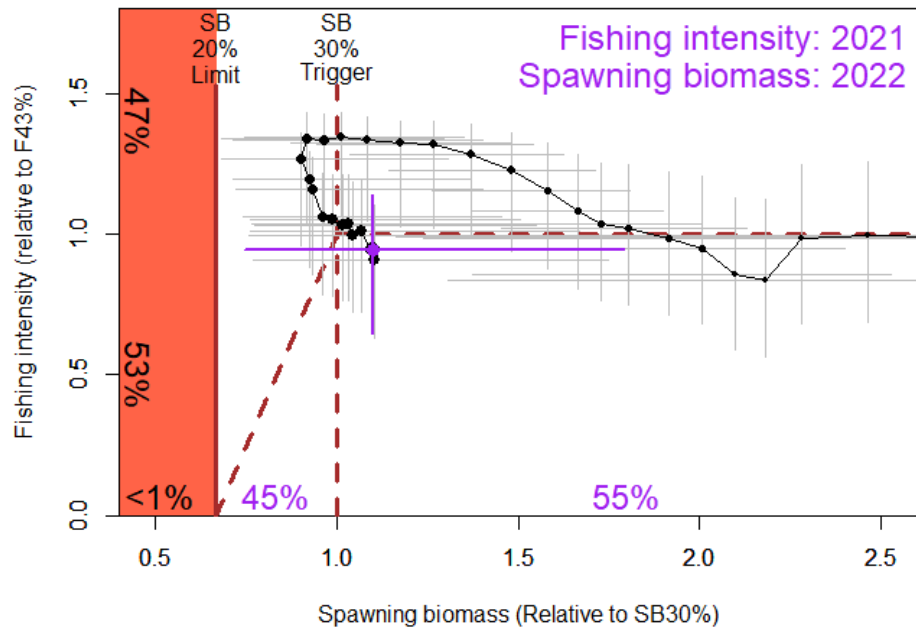 SB
20%
Limit
SB
30%
Trigger
Fishing intensity: 2021
Spawning biomass: 2022
47%
53%
<1%
45%
55%
Fishing intensity (relative to F43%)
1.5
1.0
0.5
0.0
0.5
1.0
1.5
2.0
2.5
Spawning biomass (Relative to SB30%)